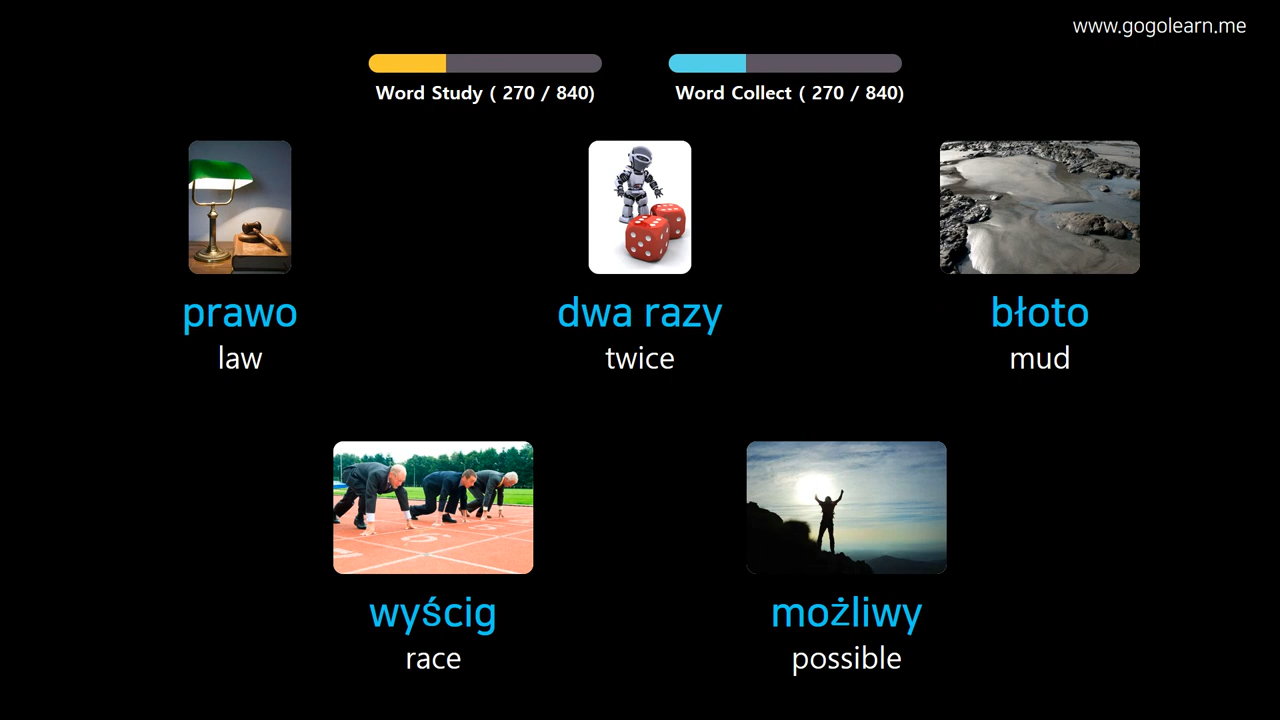 www.gogolearn.me
Word Study ( 270 / 840)
Word Collect ( 270 / 840)
prawo
law
dwa razy
twice
błoto
mud
wyścig
race
możliwy
possible